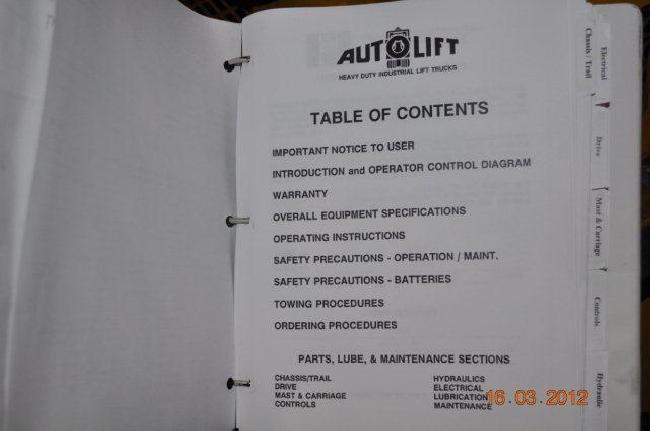 AUTOLIFT
HEAVY DUTY INDUSTRIAL LIFT TRUCKS
TABLE OF CONTENTS
IMPORTANT NOTICE TO USER
INTRODUCTION and OPERATOR CONTROL DIAGRAM
WARRANTY
OVERALL EQUIPMENT SPECIFICATIONS
OPERATING INSTRUCTIONS
SAFETY PRECAUTIONS - OPERATION / MAINT.
SAFETY PRECAUTIONS - BATTERIES
TOWING PROCEDURES
ORDERING PROCEDURES
PARTS, LUBE, & MAINTENANCE SECTIONS
CHASSIS/TRAIL
DRIVE
MAST & CARRIAGE
CONTROLS
HYDRAULICS
ELECTRICAL
LUBRICATION
MAINTENANCE
Electrical
Chassis / Trail
Drive
Mast & Carriage
Controls
Hydraulic
16.03.2012